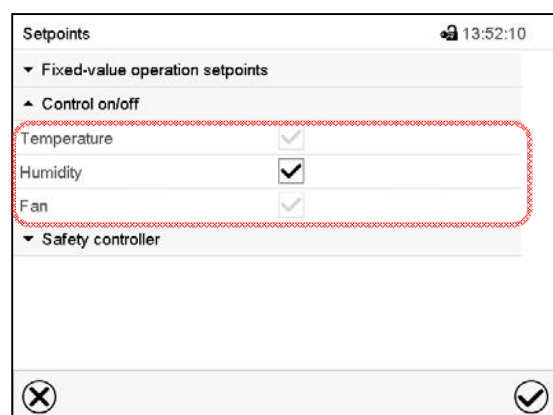 Setpoints 13:52:10
Fixed-value operation setpoints
Control on/off
Temperature
Humidity
Fan
Safety controller